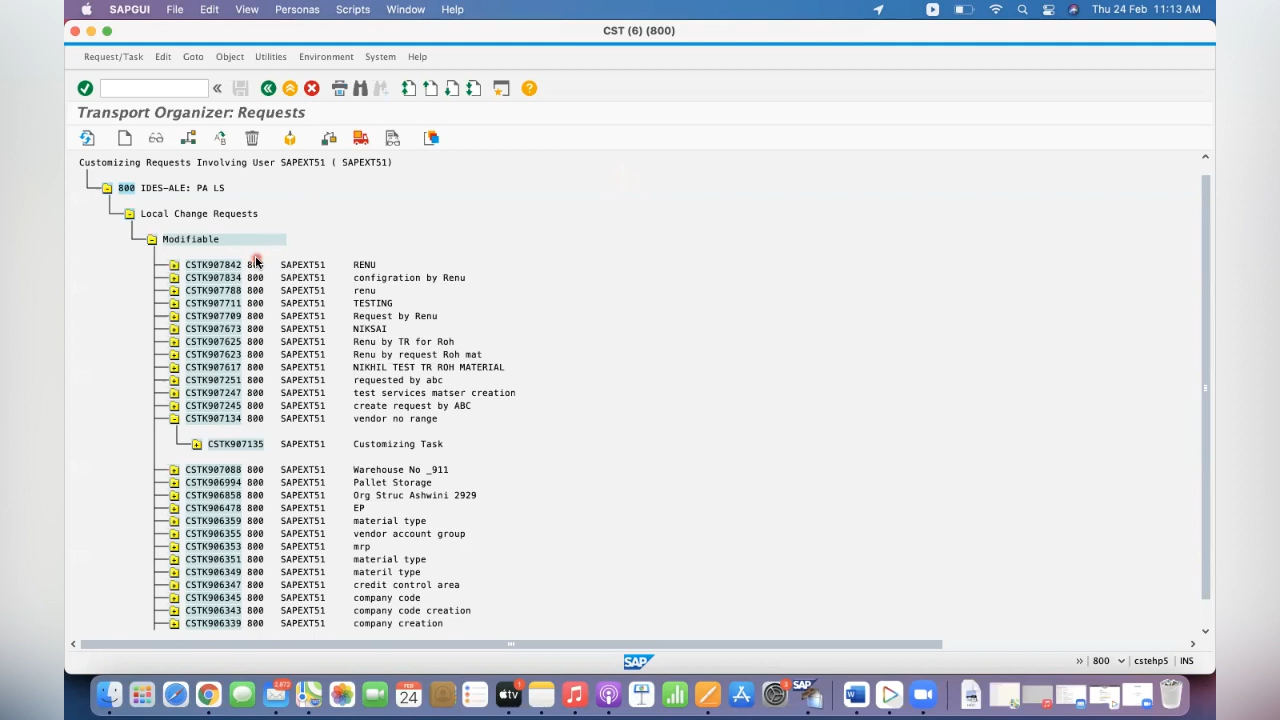 SAPGUI File Edit View Personas Scripts Window Help Thu 24 Feb 11:13 AM
CST (6) (800)
Request/Task Edit Goto Object Utilities Environment System Help
Transport Organizer: Requests
Customizing Requests Involving User SAPEXT51 ( SAPEXT51)
800 IDES-ALE: PA LS
Local Change Requests
Modifiable
CSTK907842 800 SAPEXT51 RENU
CSTK907834 800 SAPEXT51 configration by Renu
CSTK907788 800 SAPEXT51 renu
CSTK907711 800 SAPEXT51 TESTING
CSTK907709 800 SAPEXT51 Request by Renu
CSTK907673 800 SAPEXT51 NIKSAI
CSTK907625 800 SAPEXT51 Renu by TR for Roh
CSTK907623 800 SAPEXT51 Renu by request Roh mat
CSTK907617 800 SAPEXT51 NIKHIL TEST TR ROH MATERIAL
CSTK907251 800 SAPEXT51 requested by abc
CSTK907247 800 SAPEXT51 test services matser creation
CSTK907245 800 SAPEXT51 create request by ABC
CSTK907134 800 SAPEXT51 vendor no range
CSTK907135 SAPEXT51 Customizing Task
CSTK907088 800 SAPEXT51 Warehouse No _911
CSTK906994 800 SAPEXT51 Pallet Storage
CSTK906858 800 SAPEXT51 Org Struc Ashwini 2929
CSTK906478 800 SAPEXT51 EP
CSTK906359 800 SAPEXT51 material type
CSTK906355 800 SAPEXT51 vendor account group
CSTK906353 800 SAPEXT51 mrp
CSTK906351 800 SAPEXT51 material type
CSTK906349 800 SAPEXT51 materil type
CSTK906347 800 SAPEXT51 credit control area
CSTK906345 800 SAPEXT51 company code
CSTK906343 800 SAPEXT51 company code creation
CSTK906339 800 SAPEXT51 company creation
SAP 800 cstehp5 INS
2,872 FEB 24 tv 1 SAP